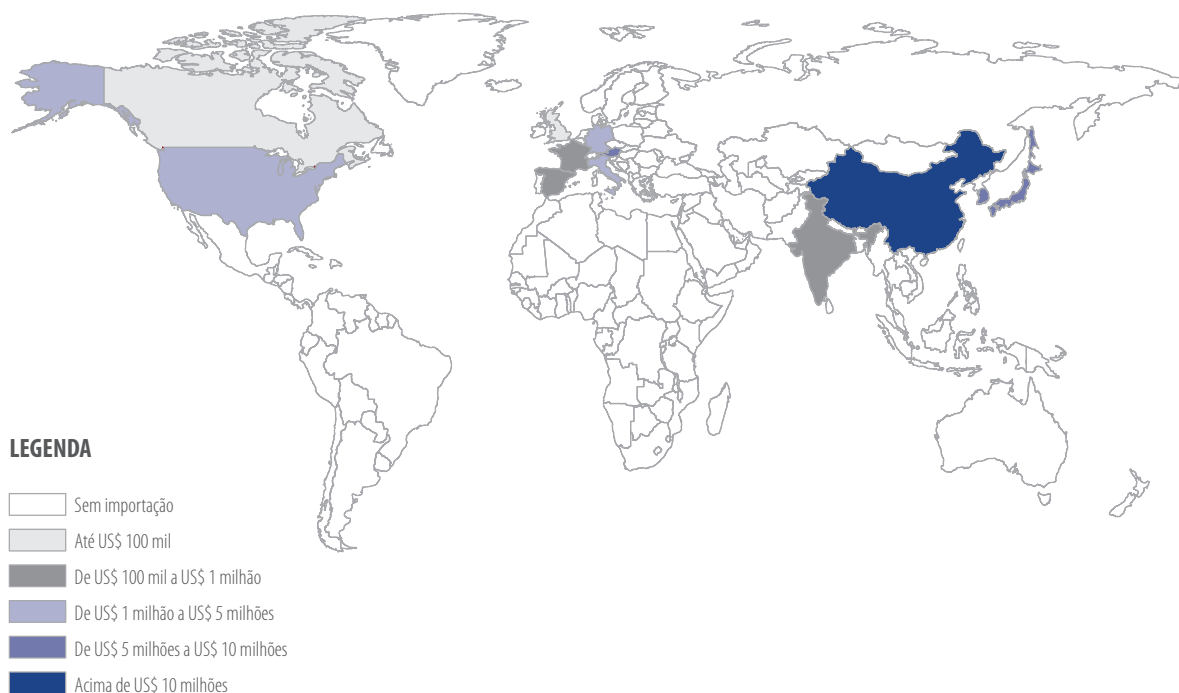 LEGENDA
Sem importação
Até US$ 100 mil
De US$ 100 mil a US$ 1 milhão
De US$ 1 milhão a US$ 5 milhões
De US$ 5 milhões a US$ 10 milhões
Acima de US$ 10 milhões